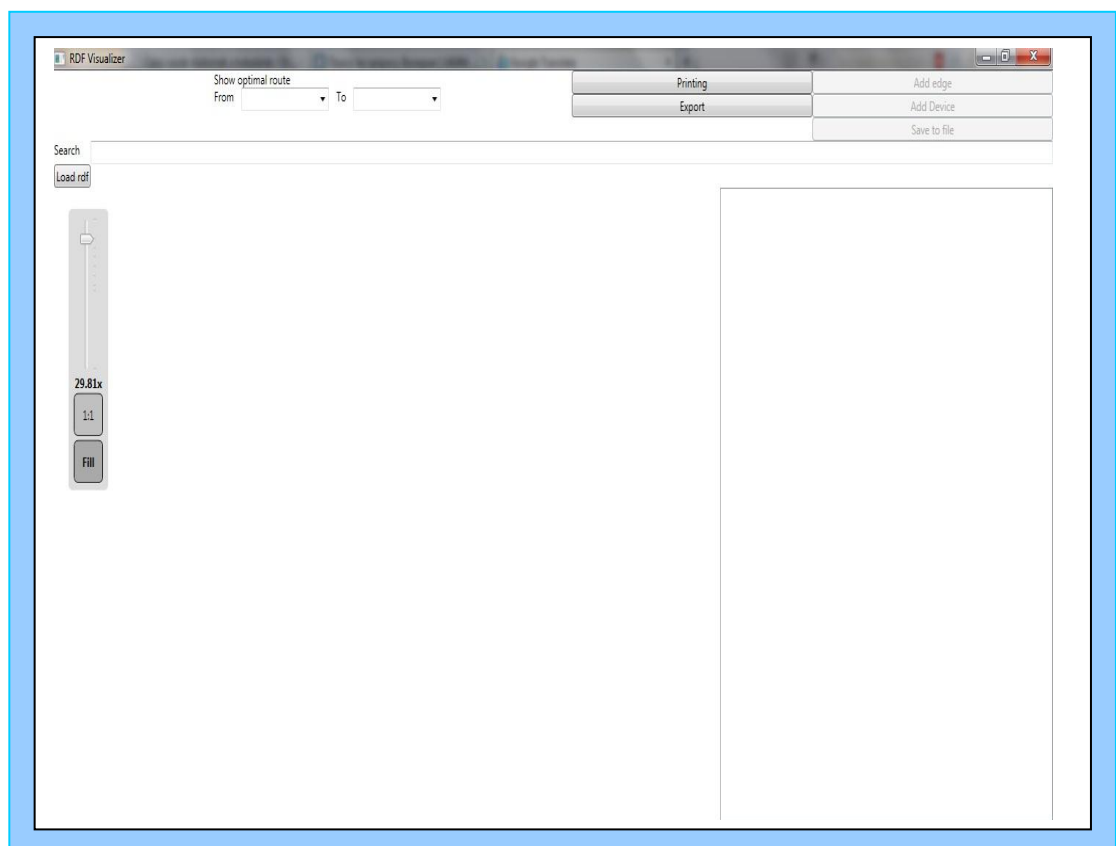 RDF Visualizer
Show optimal route
From To
Printing
Export
Add edge
Add Device
Save to file
Search
Load rdf
29.81x
1:1
Fill